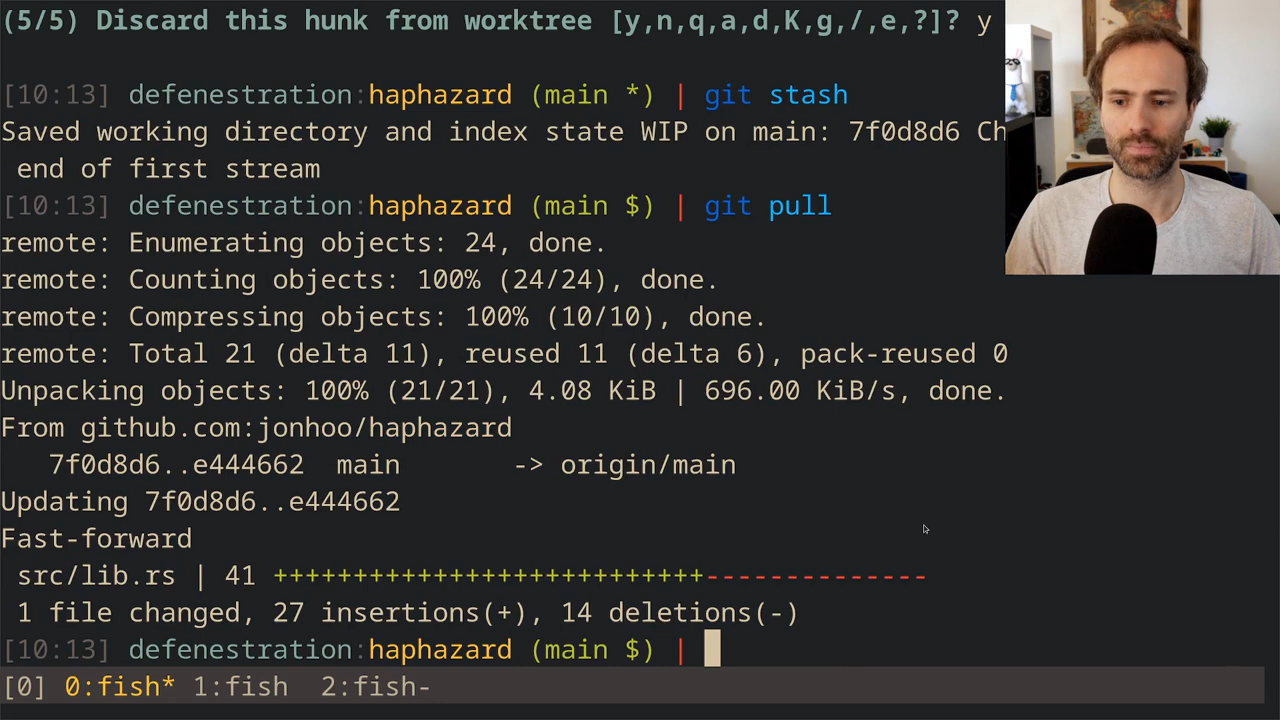 (5/5) Discard this hunk from worktree [y,n,q,a,d,K,g,/,e,?]? y
[10:13] defenestration:haphazard (main *) | git stash
Saved working directory and index state WIP on main: 7f0d8d6 Ch
 end of first stream
[10:13] defenestration:haphazard (main $) | git pull
remote: Enumerating objects: 24, done.
remote: Counting objects: 100% (24/24), done.
remote: Compressing objects: 100% (10/10), done.
remote: Total 21 (delta 11), reused 11 (delta 6), pack-reused 0
Unpacking objects: 100% (21/21), 4.08 KiB | 696.00 KiB/s, done.
From github.com:jonhoo/haphazard
   7f0d8d6..e444662  main       -> origin/main
Updating 7f0d8d6..e444662
Fast-forward
 src/lib.rs | 41 +++++++++++++++++++++++++++--------------
 1 file changed, 27 insertions(+), 14 deletions(-)
[10:13] defenestration:haphazard (main $) |
[0] 0:fish* 1:fish  2:fish-